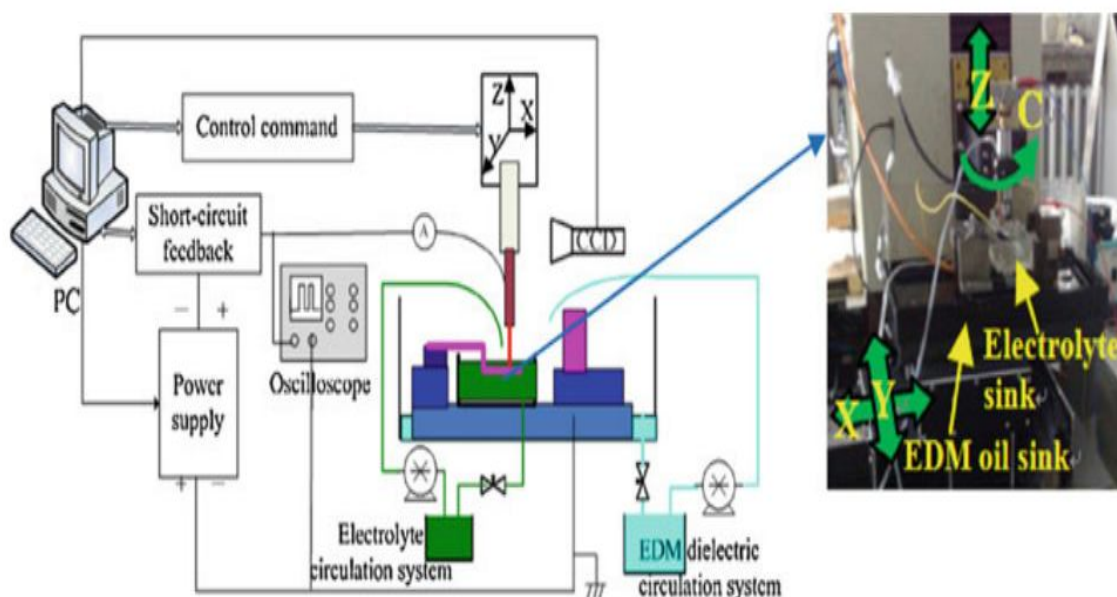 Control command
Z
X
Y
Short-circuit
feedback
A
CCD
PC
− +
Oscilloscope
Power
supply
+ −
Electrolyte
circulation system
EDM dielectric
circulation system
Z
C
Electrolyte
sink
X
Y
EDM oil sink